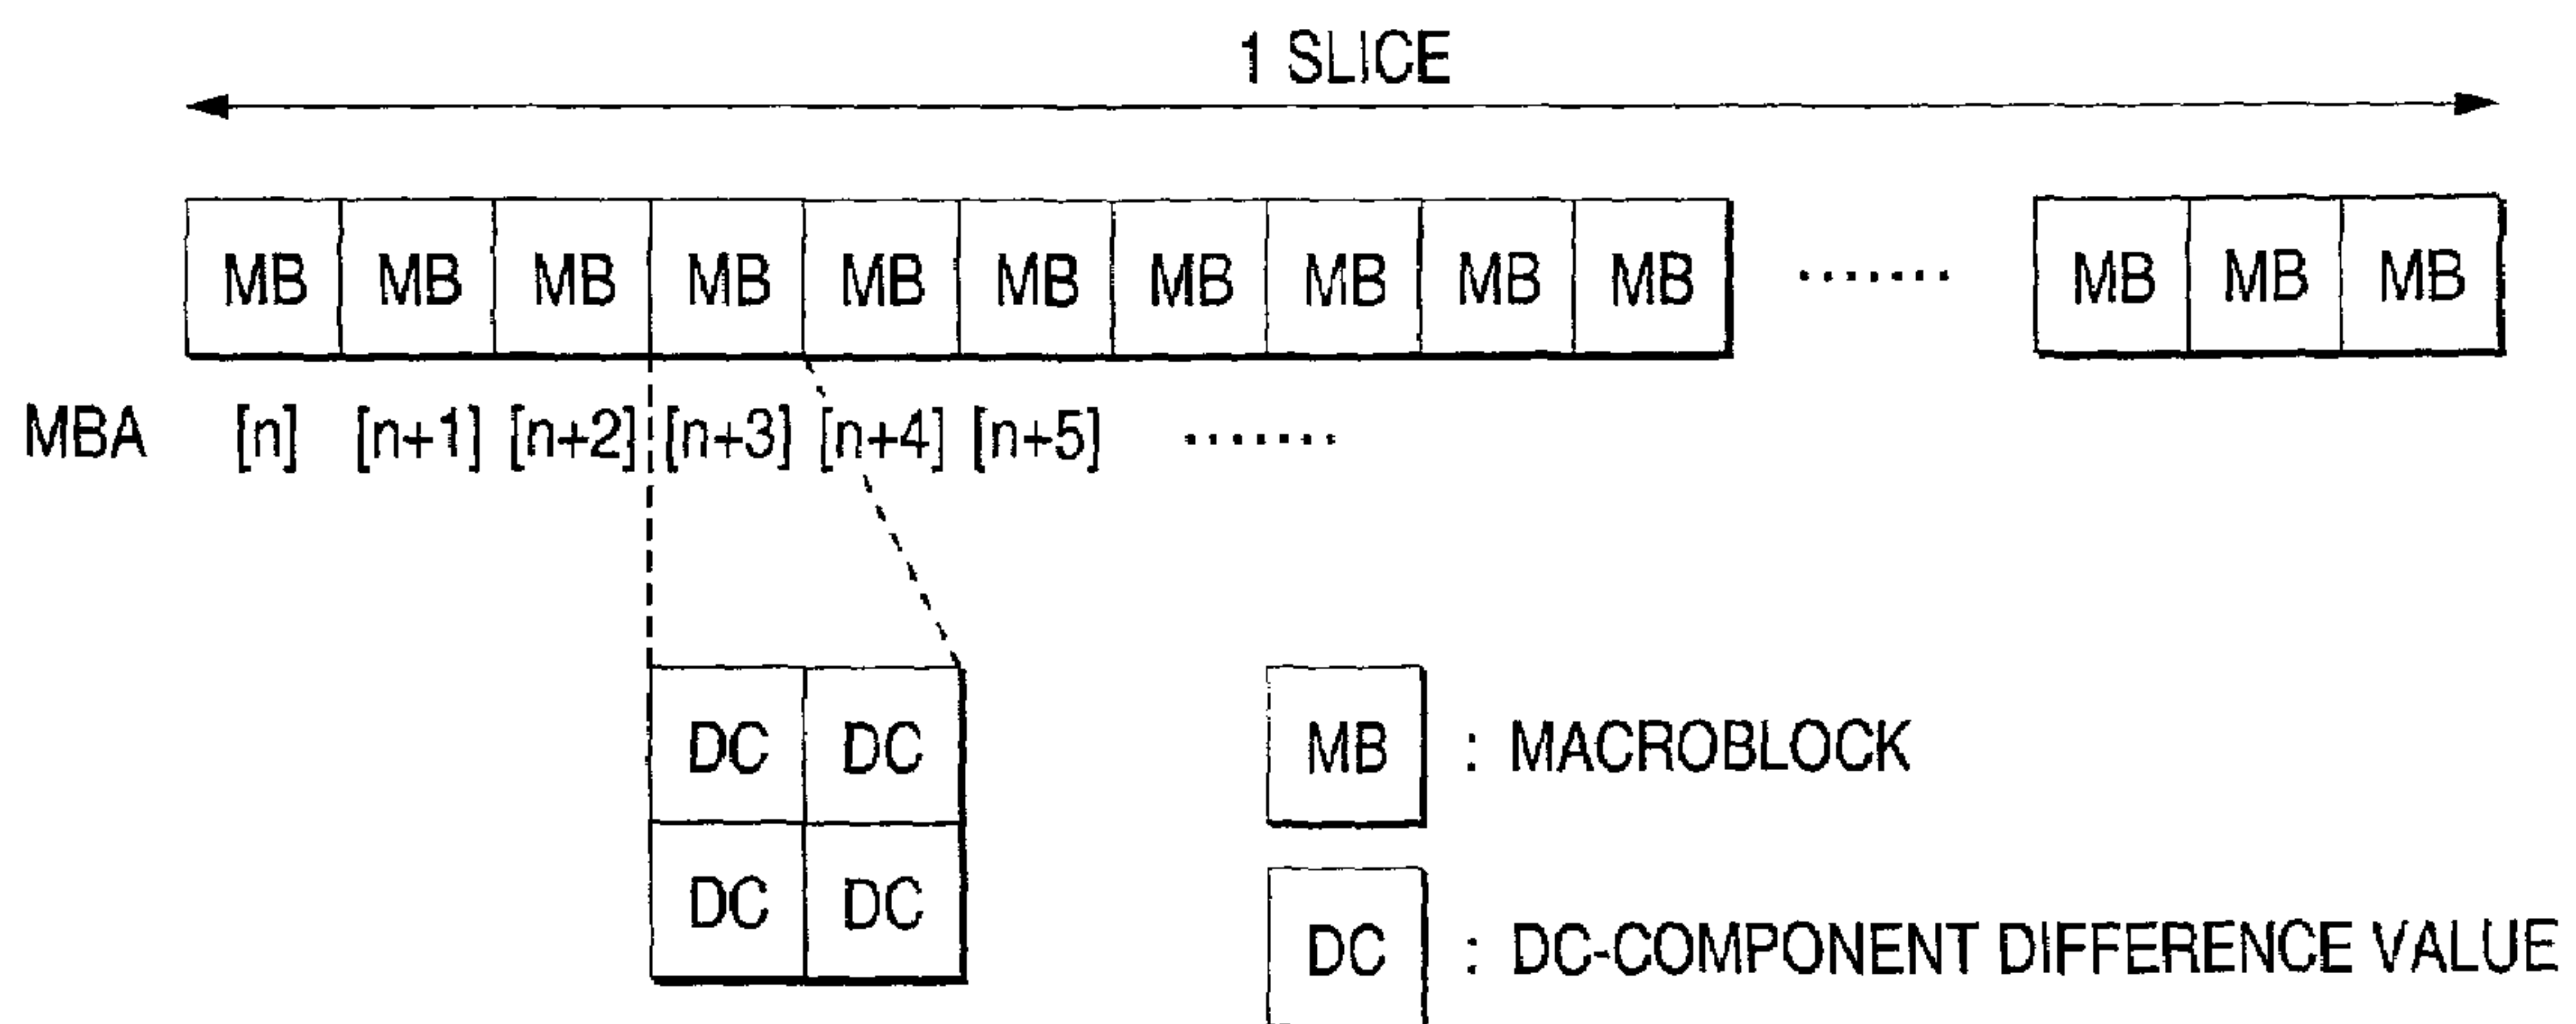 1 SLICE
MB MB MB MB MB MB MB MB MB MB ....... MB MB MB
MBA [n] [n+1] [n+2] [n+3] [n+4] [n+5] .......
DC DC
MB : MACROBLOCK
DC DC
DC : DC-COMPONENT DIFFERENCE VALUE